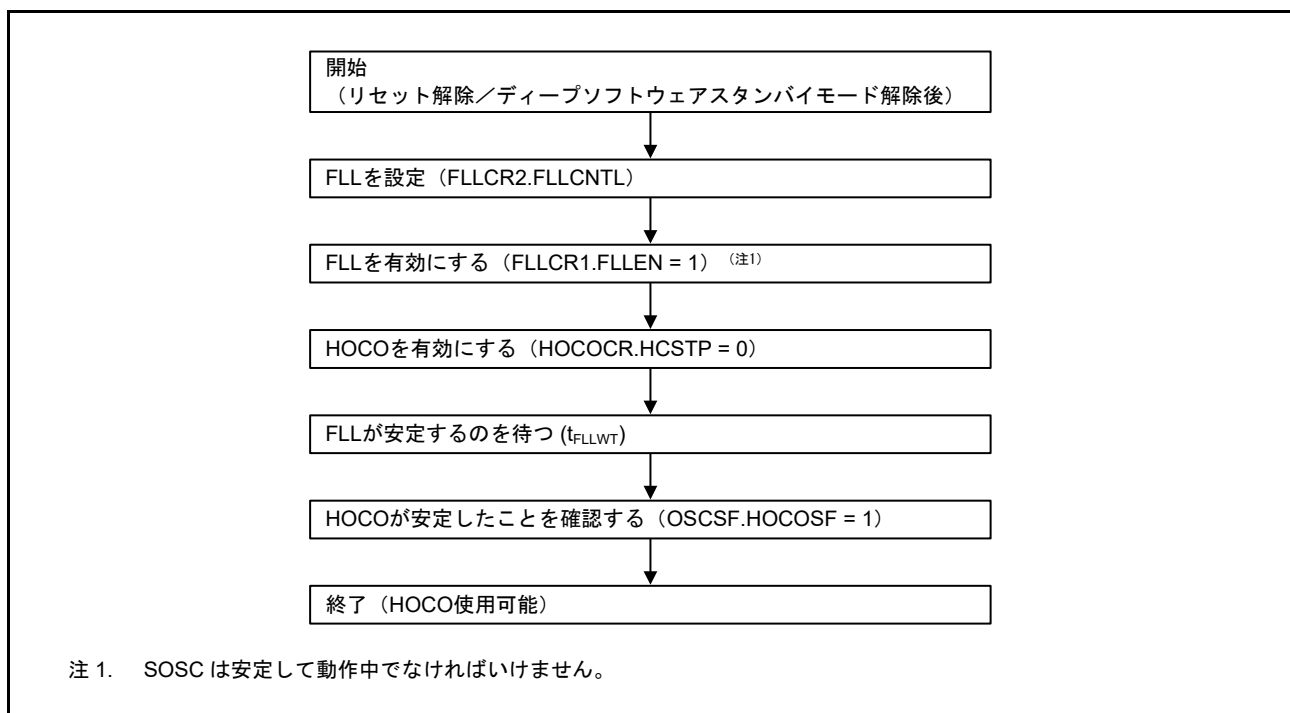 開始
（リセット解除／ディープソフトウェアスタンバイモード解除後）
FLLを設定（FLLCR2.FLLCNTL）
FLLを有効にする（FLLCR1.FLLEN = 1）（注1）
HOCOを有効にする（HOCOCR.HCSTP = 0）
FLLが安定するのを待つ (tFLLWT)
HOCOが安定したことを確認する（OSCSF.HOCOSF = 1）
終了（HOCO使用可能）
注 1. SOSC は安定して動作中でなければいけません。